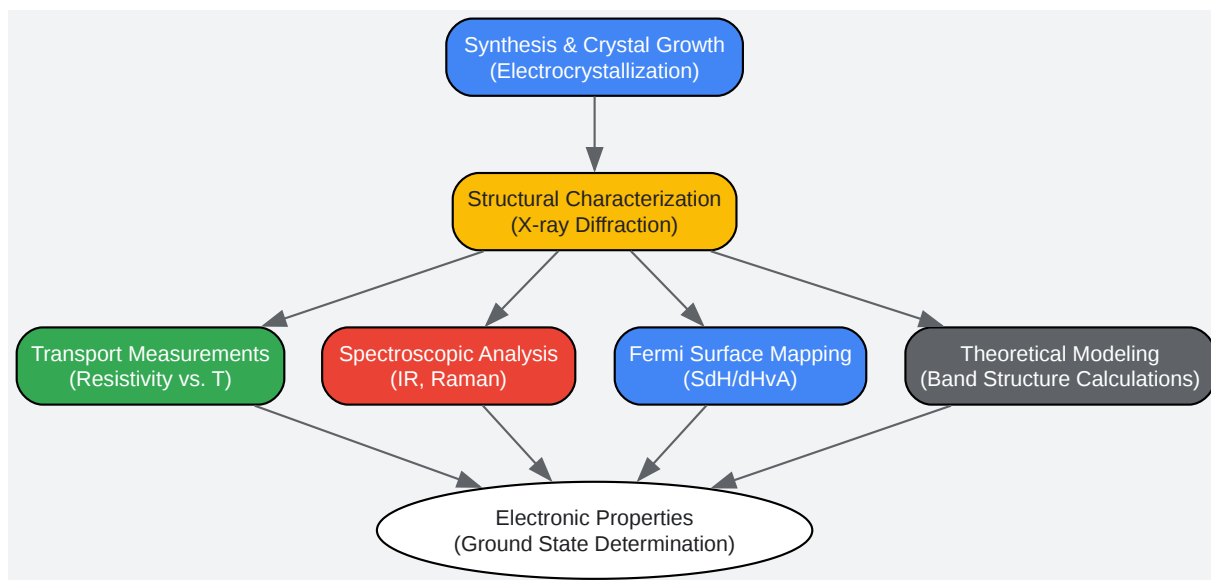 Synthesis & Crystal Growth
(Electrocrystallization)
Structural Characterization
(X-ray Diffraction)
Transport Measurements
(Resistivity vs. T)
Spectroscopic Analysis
(IR, Raman)
Fermi Surface Mapping
(SdH/dHvA)
Theoretical Modeling
(Band Structure Calculations)
Electronic Properties
(Ground State Determination)